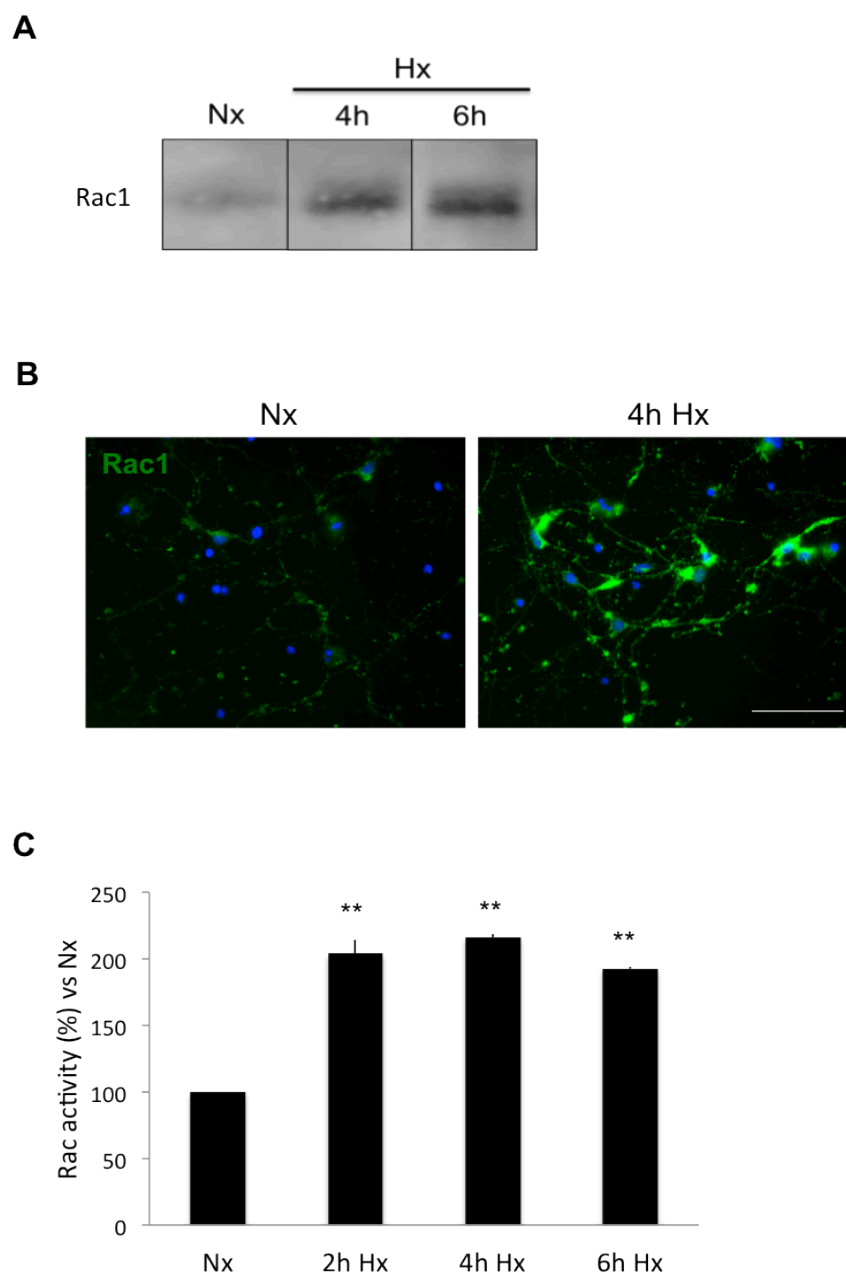 A
Hx
Nx 4h 6h
Rac1
B
Nx 4h Hx
Rac1
C
Rac activity (%) vs Nx
250
200
150
100
50
0
** ** **
Nx 2h Hx 4h Hx 6h Hx